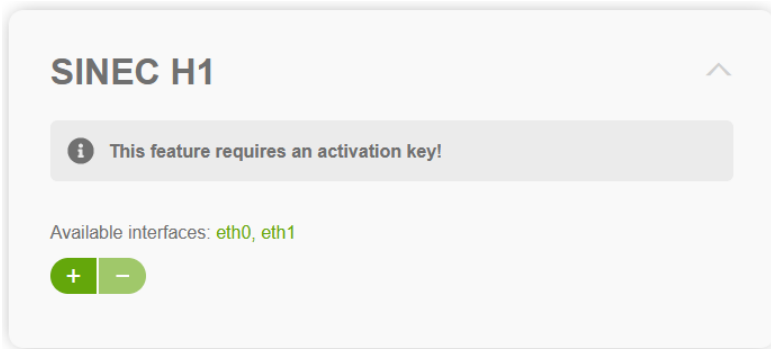 SINEC H1
This feature requires an activation key!
Available interfaces: eth0, eth1
+ −